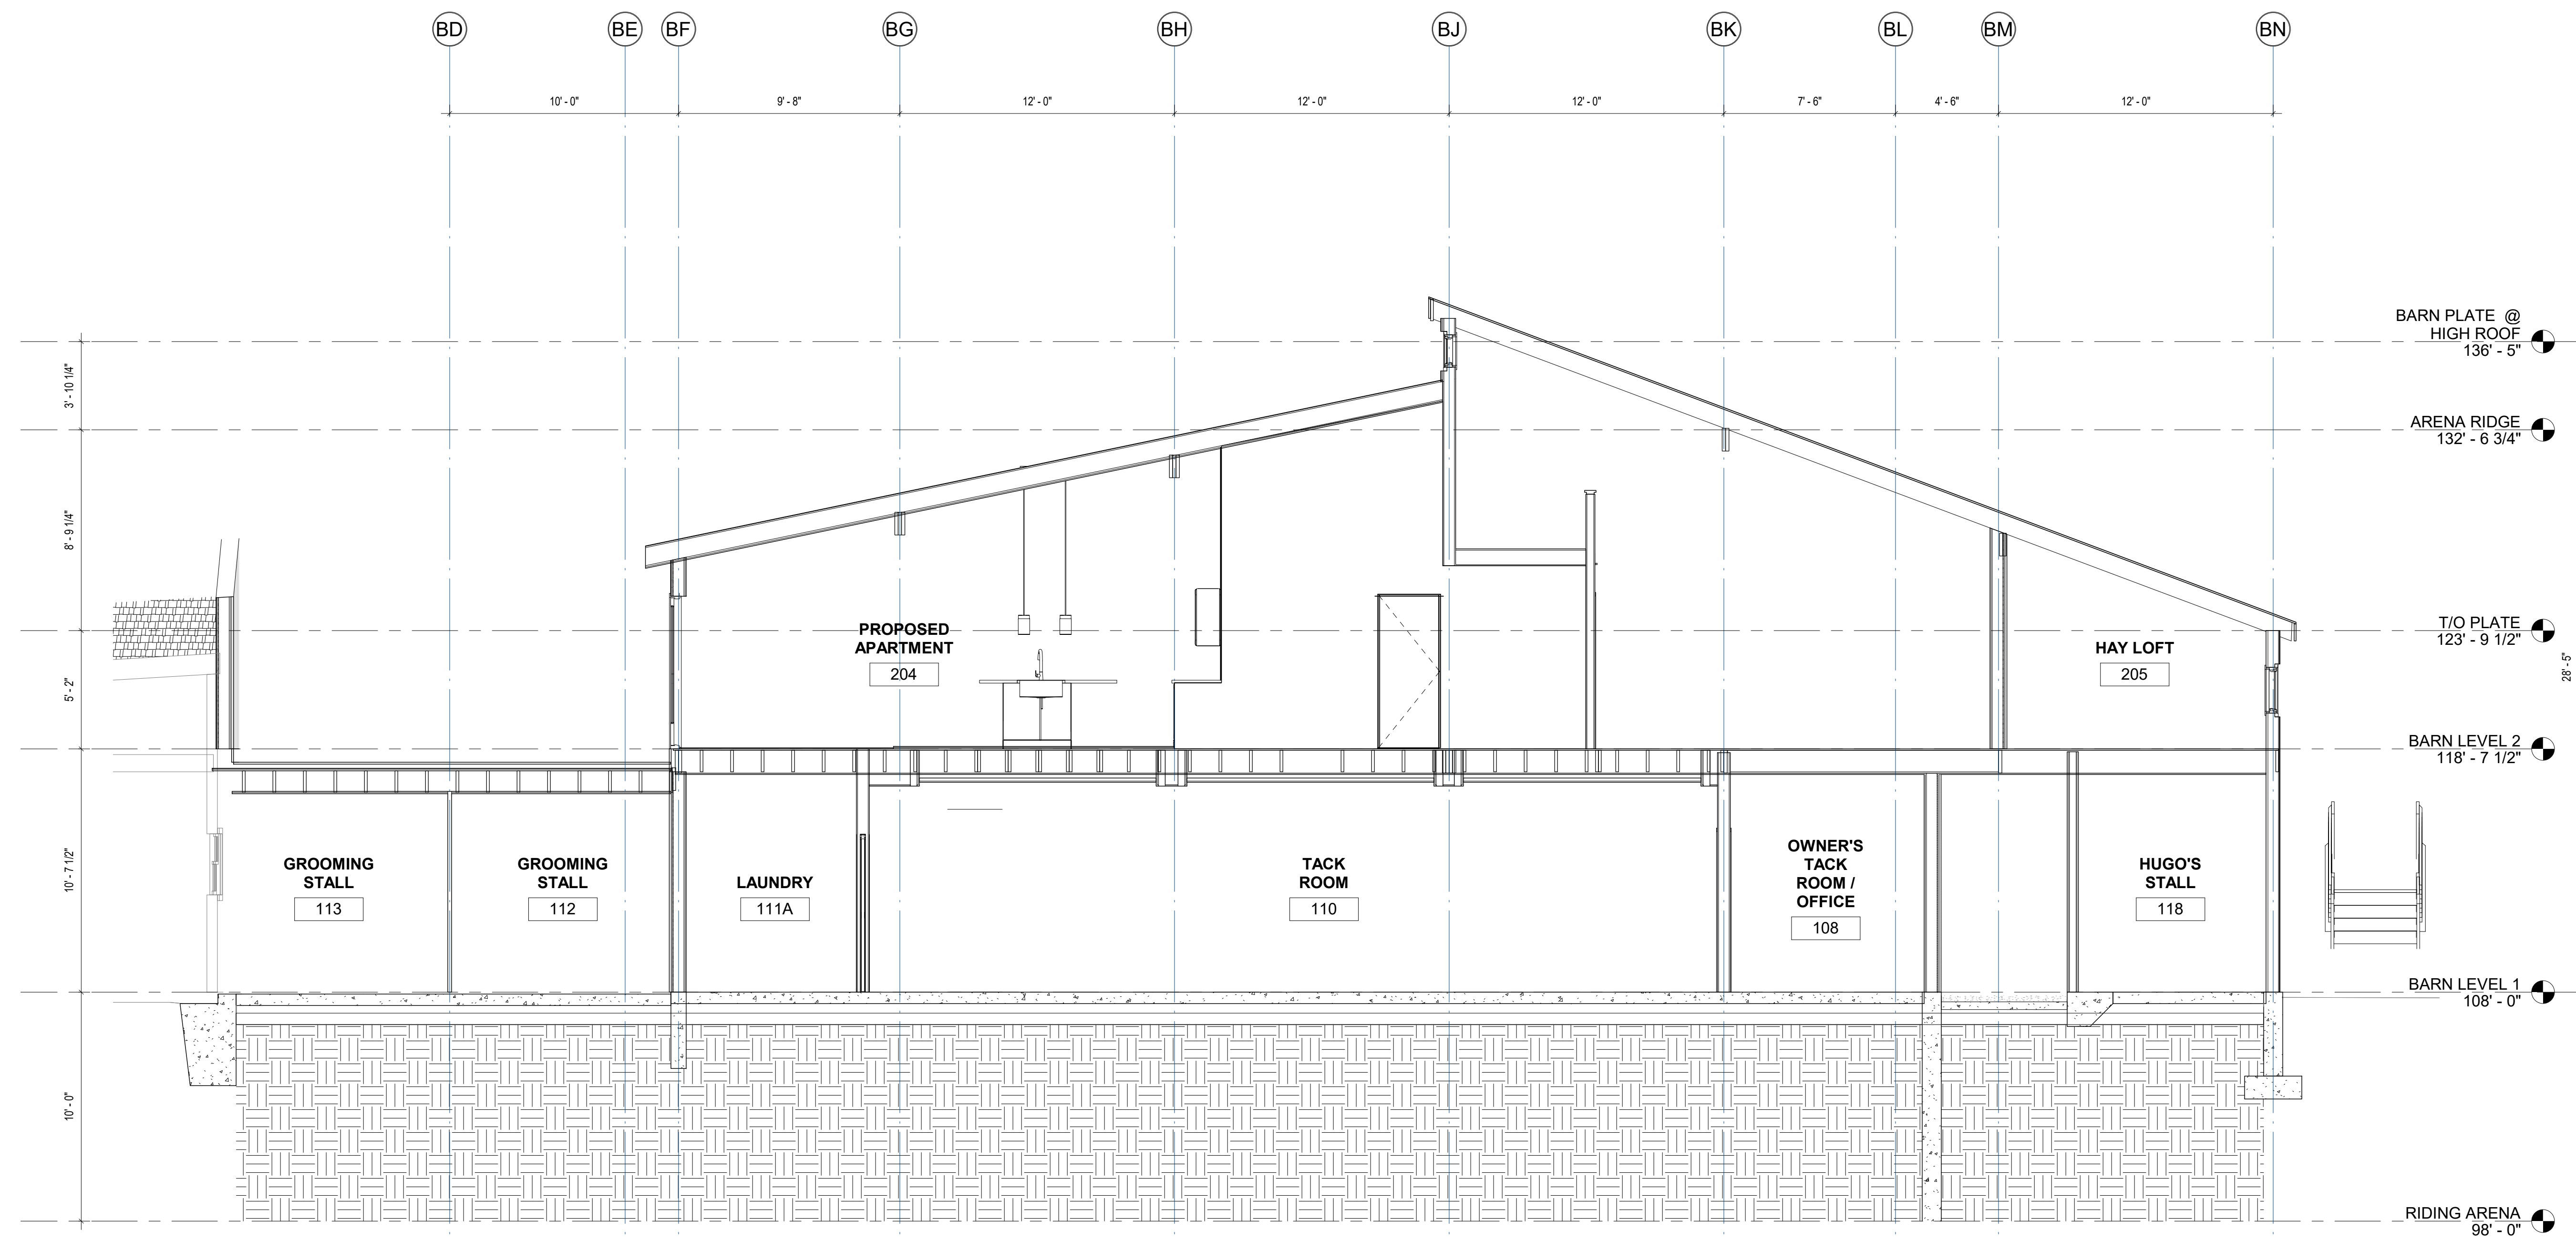 BD
BE
BF
BG
BH
BJ
BK
BL
BM
BN
10' - 0"
9' - 8"
12' - 0"
12' - 0"
12' - 0"
7' - 6"
4' - 6"
12' - 0"
BARN PLATE @
HIGH ROOF
136' - 5"
3' - 10 1/4"
ARENA RIDGE
132' - 6 3/4"
8' - 9 1/4"
T/O PLATE
123' - 9 1/2"
28' - 5"
PROPOSED
APARTMENT
204
HAY LOFT
205
5' - 2"
BARN LEVEL 2
118' - 7 1/2"
10' - 7 1/2"
GROOMING
STALL
113
GROOMING
STALL
112
LAUNDRY
111A
TACK
ROOM
110
OWNER'S
TACK
ROOM /
OFFICE
108
HUGO'S
STALL
118
BARN LEVEL 1
108' - 0"
10' - 0"
RIDING ARENA
98' - 0"